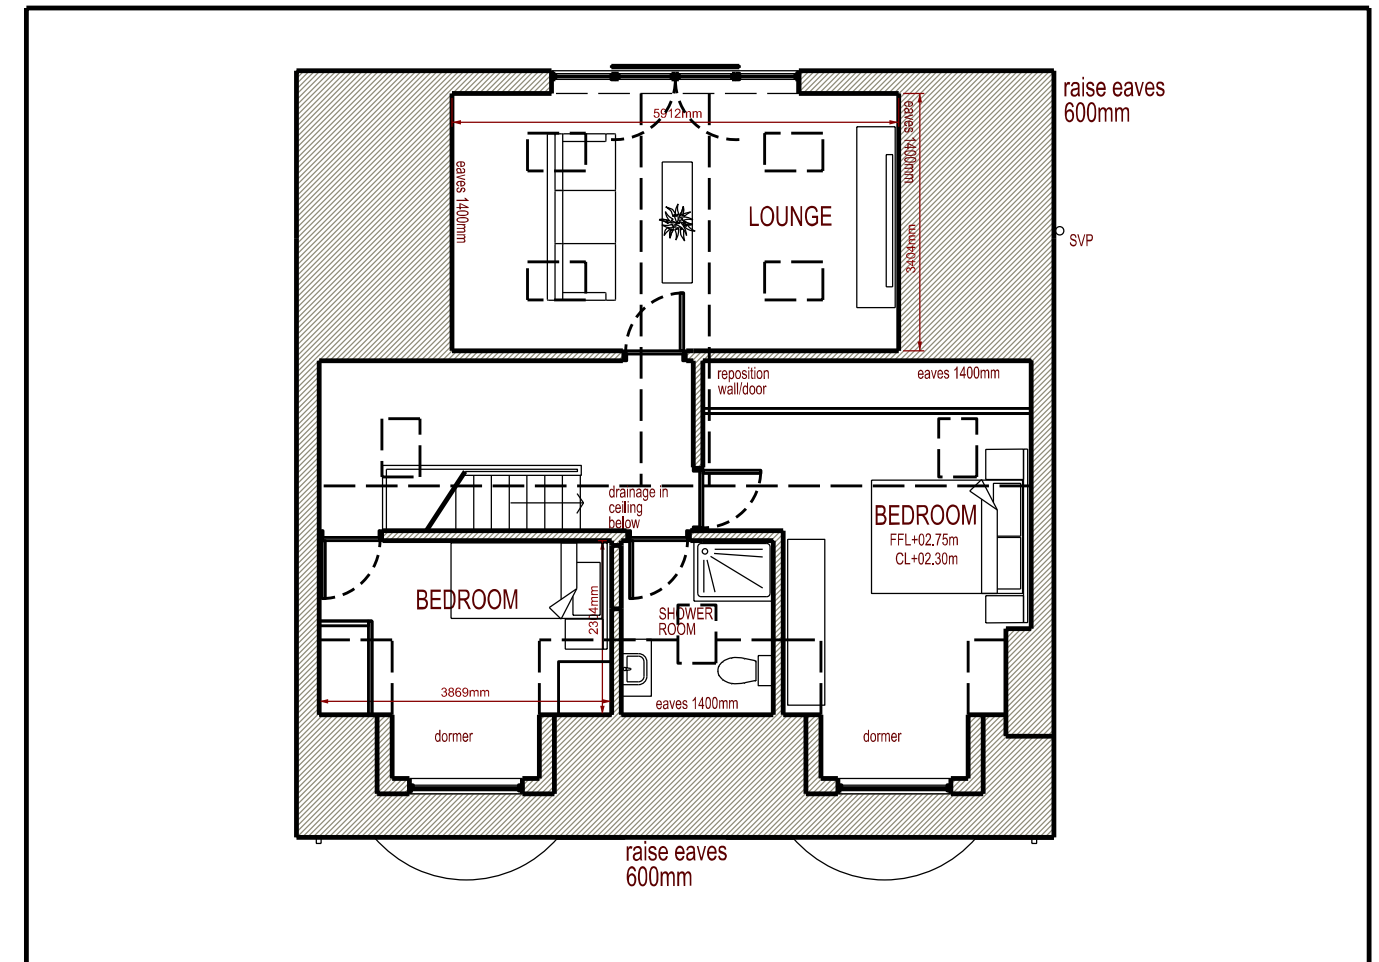 raise eaves
600mm
5912mm
eaves 1400mm
eaves 1400mm
LOUNGE
3404mm
SVP
reposition
wall/door
eaves 1400mm
drainage in
ceiling
below
BEDROOM
FFL+02.75m
CL+02.30m
BEDROOM
SHOWER
ROOM
3869mm
eaves 1400mm
dormer
dormer
raise eaves
600mm